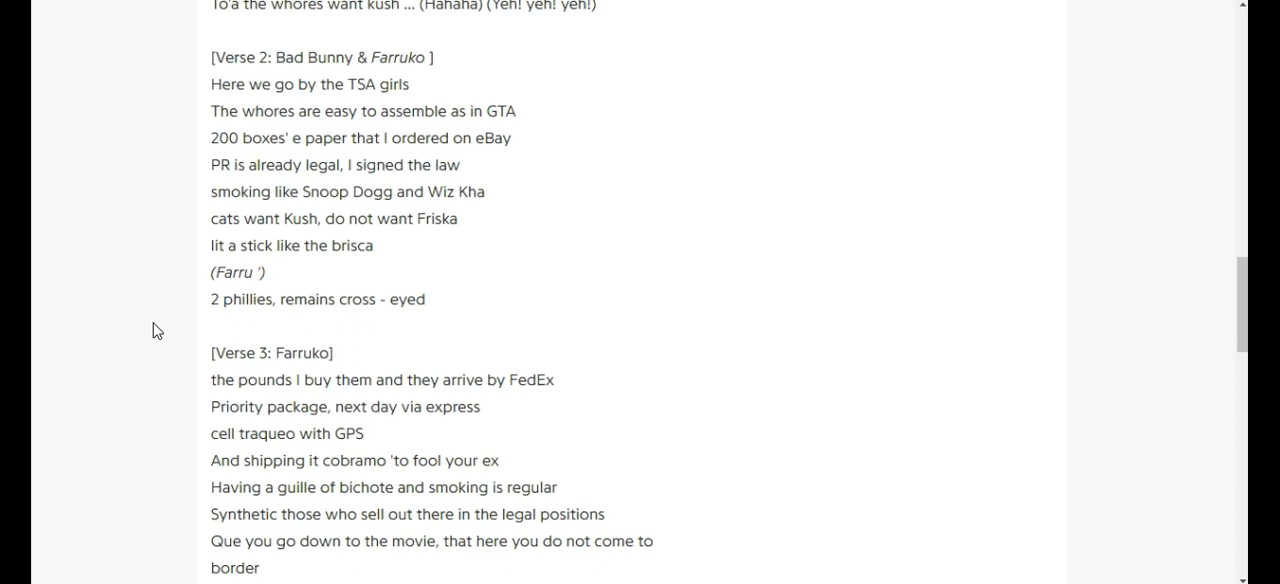 To'a the whores want kush ... (Hahaha) (Yeh! yeh! yeh!)
[Verse 2: Bad Bunny & Farruko ]
Here we go by the TSA girls
The whores are easy to assemble as in GTA
200 boxes' e paper that I ordered on eBay
PR is already legal, I signed the law
smoking like Snoop Dogg and Wiz Kha
cats want Kush, do not want Friska
lit a stick like the brisca
(Farru ')
2 phillies, remains cross - eyed
[Verse 3: Farruko]
the pounds I buy them and they arrive by FedEx
Priority package, next day via express
cell traqueo with GPS
And shipping it cobramo 'to fool your ex
Having a guille of bichote and smoking is regular
Synthetic those who sell out there in the legal positions
Que you go down to the movie, that here you do not come to
border